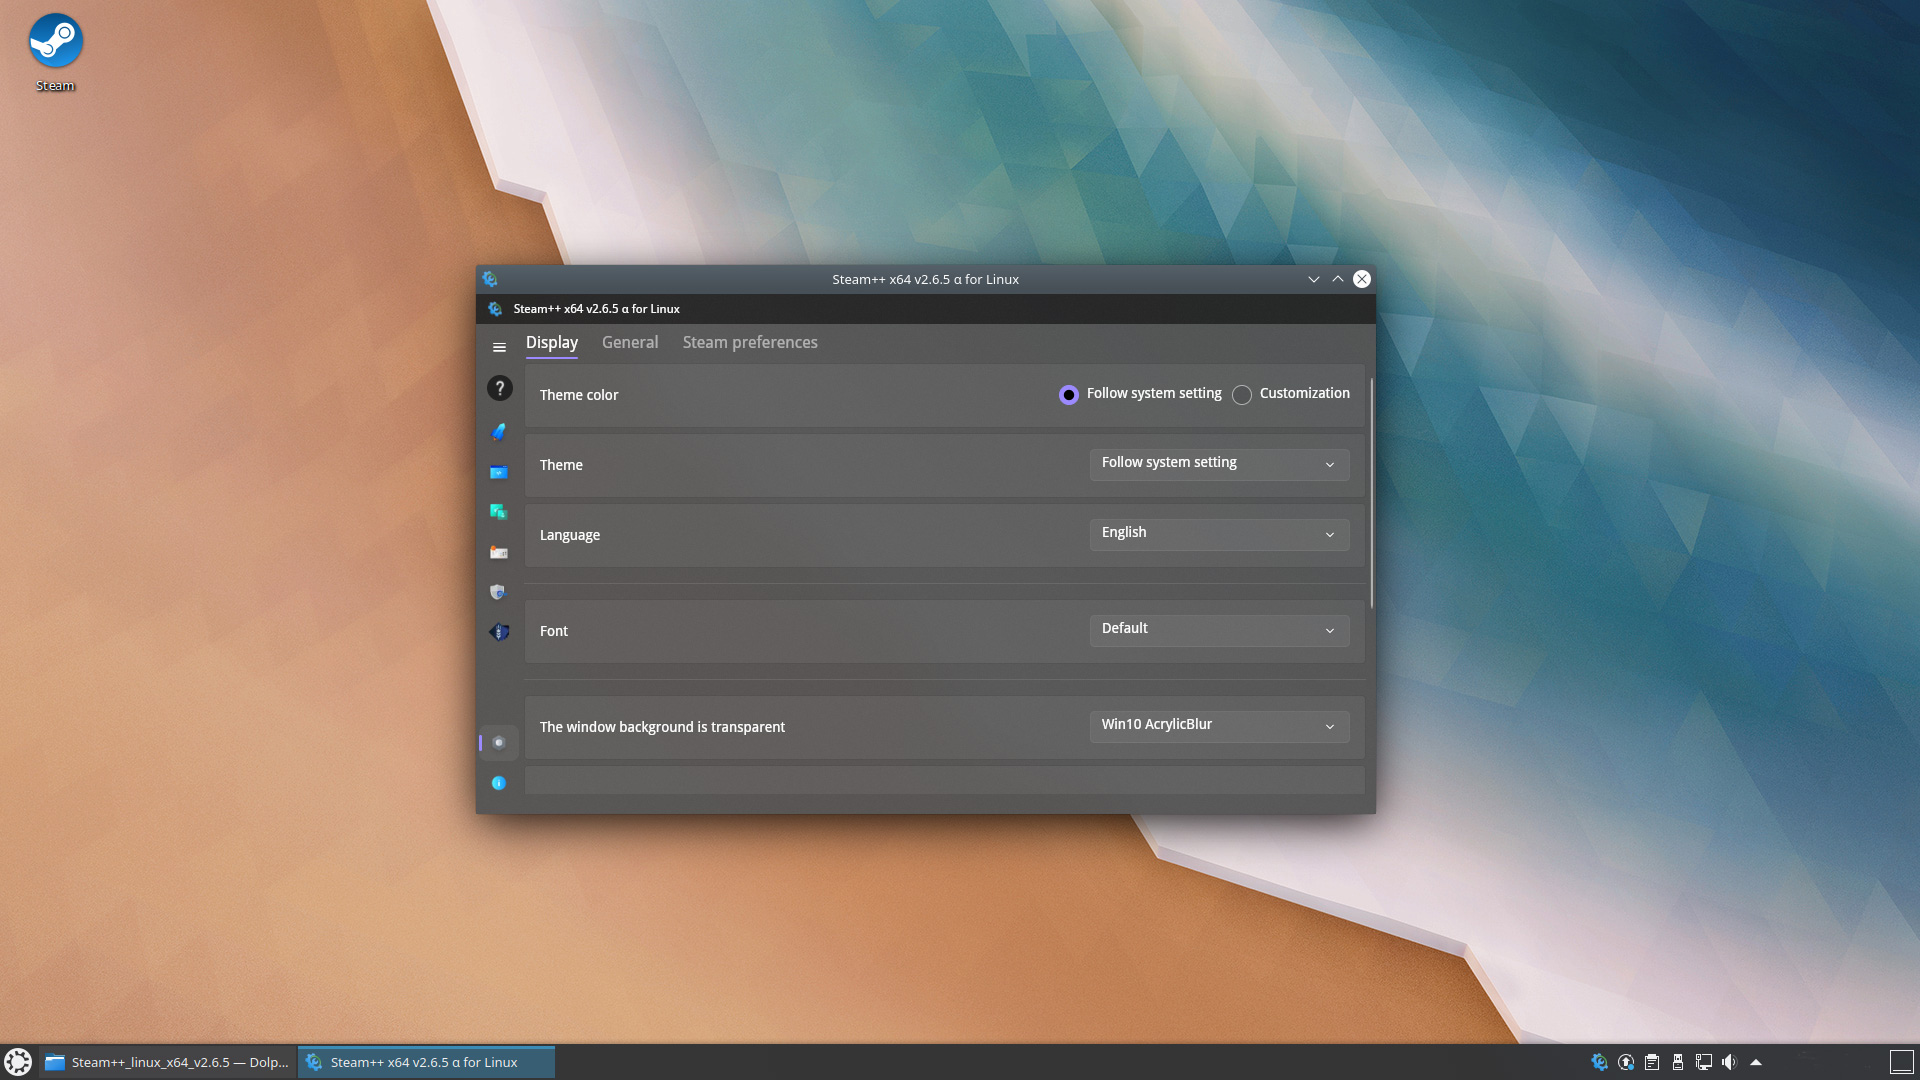 Steam
Steam++ x64 v2.6.5 α for Linux
Steam++ x64 v2.6.5 α for Linux
Display General Steam preferences
Theme color Follow system setting Customization
Theme Follow system setting
Language English
Font Default
The window background is transparent Win10 AcrylicBlur
Steam++_linux_x64_v2.6.5 — Dolp... Steam++ x64 v2.6.5 α for Linux